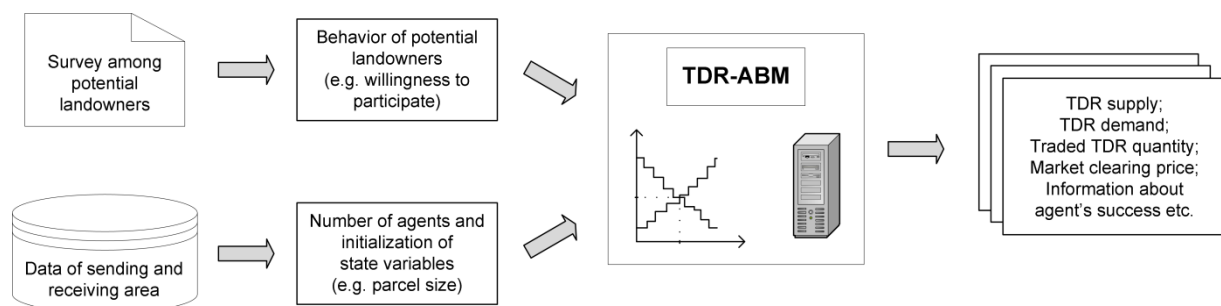 Survey among
potential
landowners
Behavior of potential
landowners
(e.g. willingness to
participate)
Data of sending and
receiving area
Number of agents and
initialization of
state variables
(e.g. parcel size)
TDR-ABM
TDR supply;
TDR demand;
Traded TDR quantity;
Market clearing price;
Information about
agent's success etc.